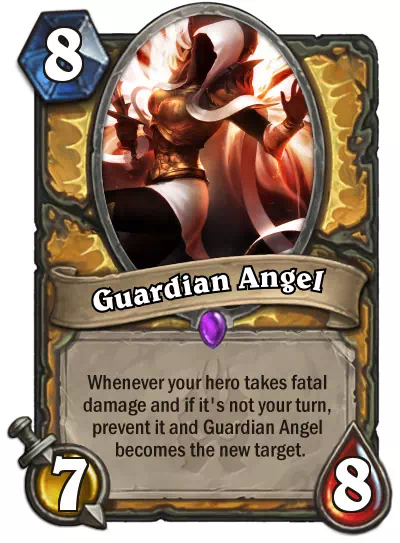 8
Guardian Angel
Whenever your hero takes fatal
damage and if it's not your turn,
prevent it and Guardian Angel
becomes the new target.
7
8